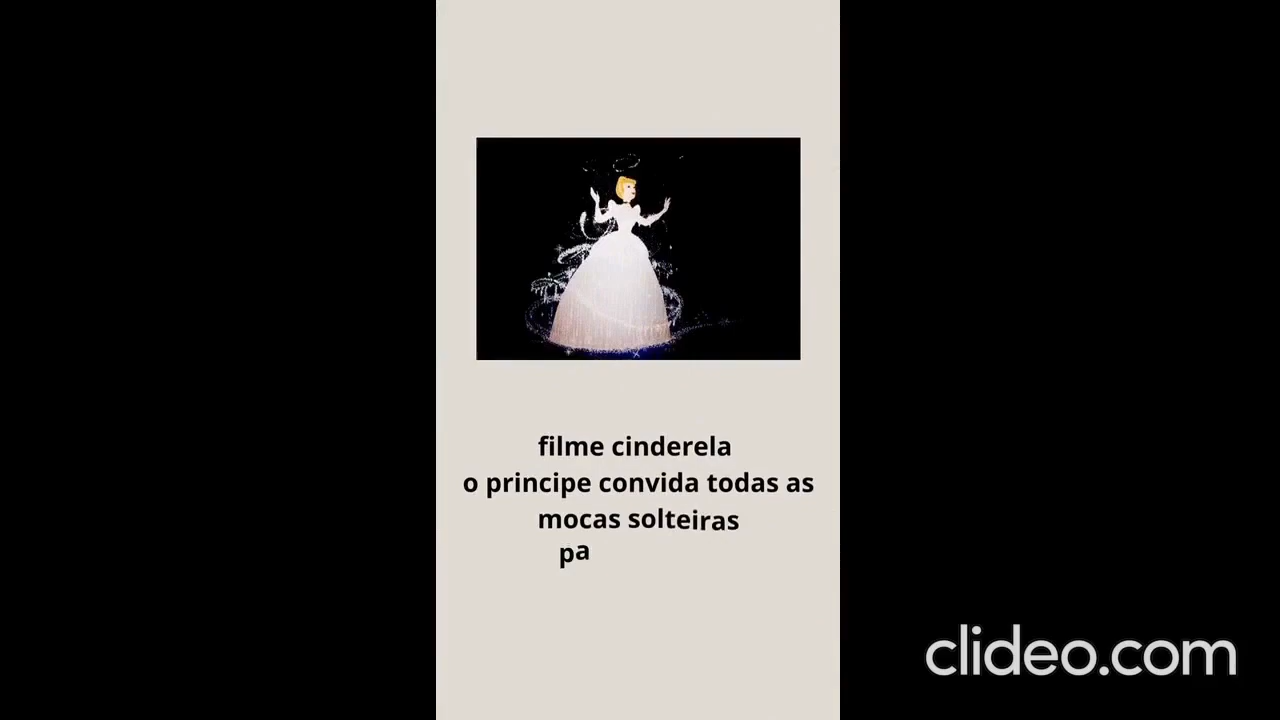 filme cinderela
o principe convida todas as
mocas solteiras
pa
clideo.com